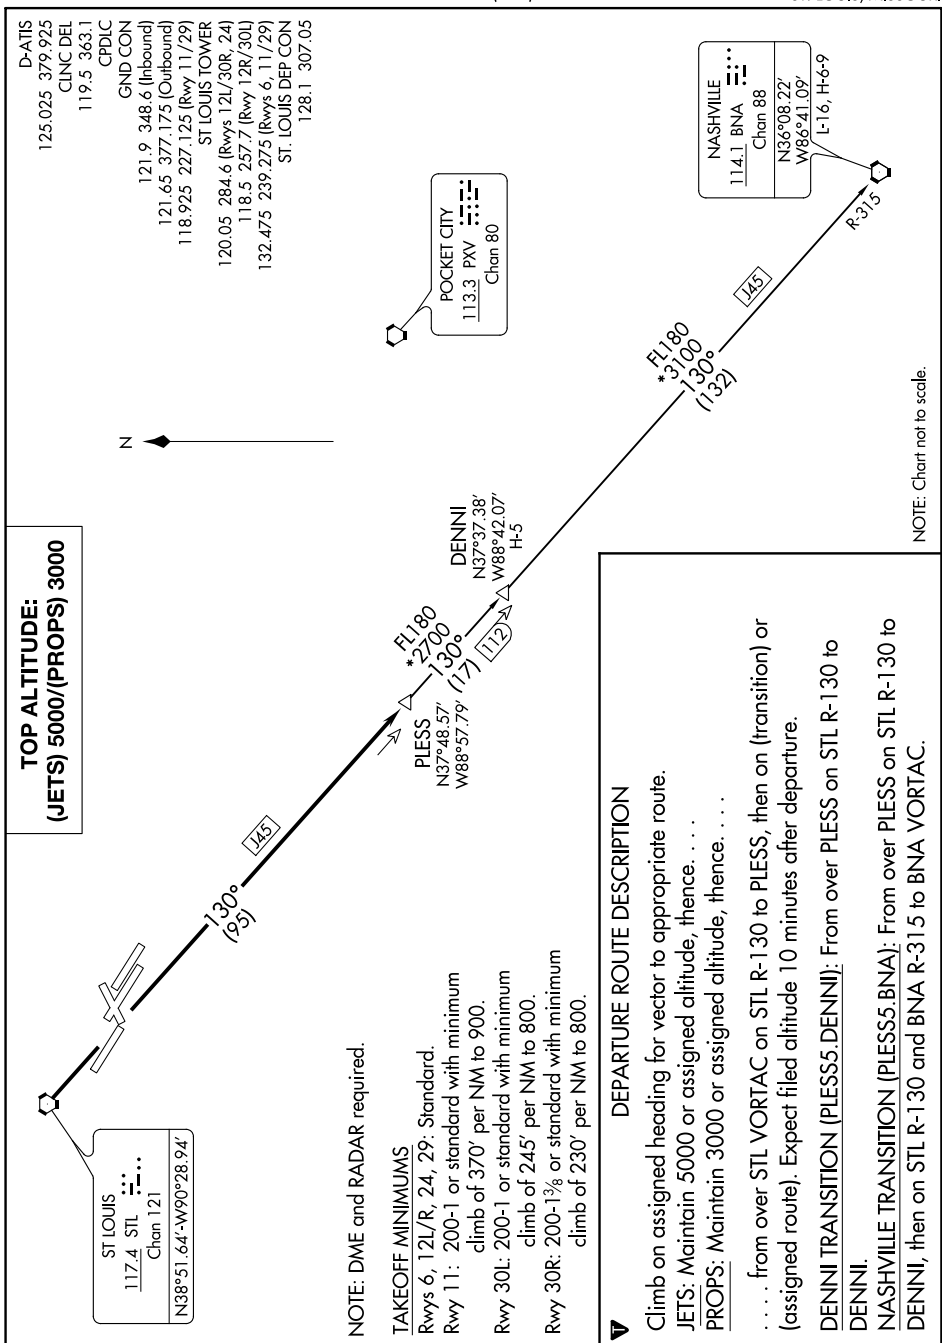 TOP ALTITUDE:
(JETS) 5000/(PROPS) 3000
D-ATIS
125.025 379.925
CLNC DEL
119.5 363.1
CPDLC
GND CON
121.9 348.6 (Inbound)
121.65 377.175 (Outbound)
118.925 227.125 (Rwy 11/29)
ST LOUIS TOWER
120.05 284.6 (Rwys 12L/30R, 24)
118.5 257.7 (Rwy 12R/30L)
132.475 239.275 (Rwys 6, 11/29)
ST. LOUIS DEP CON
128.1 307.05
ST LOUIS
117.4 STL
Chan 121
N38°51.64'-W90°28.94'
130°
(95)
J45
N
PLESS
N37°48.57'
W88°57.79'
FL180
*2700
130°
(17)
112
DENNI
N37°37.38'
W88°42.07'
H-5
POCKET CITY
113.3 PXV
Chan 80
FL180
*3100
130°
(132)
J45
R-315
NASHVILLE
114.1 BNA
Chan 88
N36°08.22'
W86°41.09'
L-16, H-6-9
NOTE: DME and RADAR required.
TAKEOFF MINIMUMS
Rwys 6, 12L/R, 24, 29: Standard.
Rwy 11: 200-1 or standard with minimum
climb of 370' per NM to 900.
Rwy 30L: 200-1 or standard with minimum
climb of 245' per NM to 800.
Rwy 30R: 200-1⅜ or standard with minimum
climb of 230' per NM to 800.
NOTE: Chart not to scale.
T
DEPARTURE ROUTE DESCRIPTION
Climb on assigned heading for vector to appropriate route.
JETS: Maintain 5000 or assigned altitude, thence. . . .
PROPS: Maintain 3000 or assigned altitude, thence. . . .
. . . . from over STL VORTAC on STL R-130 to PLESS, then on (transition) or
(assigned route). Expect filed altitude 10 minutes after departure.
DENNI TRANSITION (PLESS5.DENNI): From over PLESS on STL R-130 to
DENNI.
NASHVILLE TRANSITION (PLESS5.BNA): From over PLESS on STL R-130 to
DENNI, then on STL R-130 and BNA R-315 to BNA VORTAC.